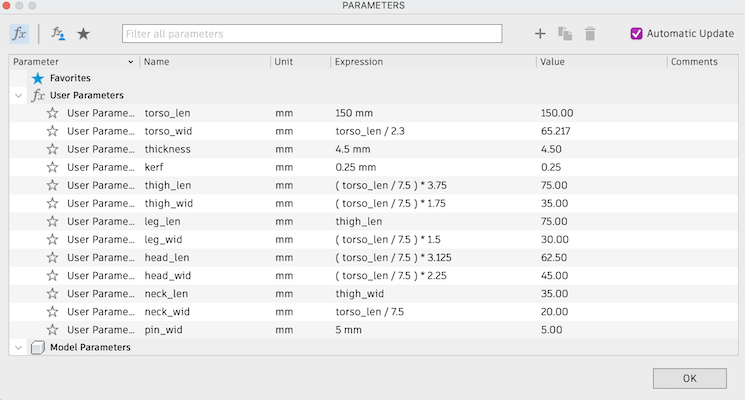 PARAMETERS
fx fx Filter all parameters Automatic Update
Parameter Name Unit Expression Value Comments
Favorites
fx User Parameters
User Parame... torso_len mm 150 mm 150.00
User Parame... torso_wid mm torso_len / 2.3 65.217
User Parame... thickness mm 4.5 mm 4.50
User Parame... kerf mm 0.25 mm 0.25
User Parame... thigh_len mm ( torso_len / 7.5 ) * 3.75 75.00
User Parame... thigh_wid mm ( torso_len / 7.5 ) * 1.75 35.00
User Parame... leg_len mm thigh_len 75.00
User Parame... leg_wid mm ( torso_len / 7.5 ) * 1.5 30.00
User Parame... head_len mm ( torso_len / 7.5 ) * 3.125 62.50
User Parame... head_wid mm ( torso_len / 7.5 ) * 2.25 45.00
User Parame... neck_len mm thigh_wid 35.00
User Parame... neck_wid mm torso_len / 7.5 20.00
User Parame... pin_wid mm 5 mm 5.00
Model Parameters
OK